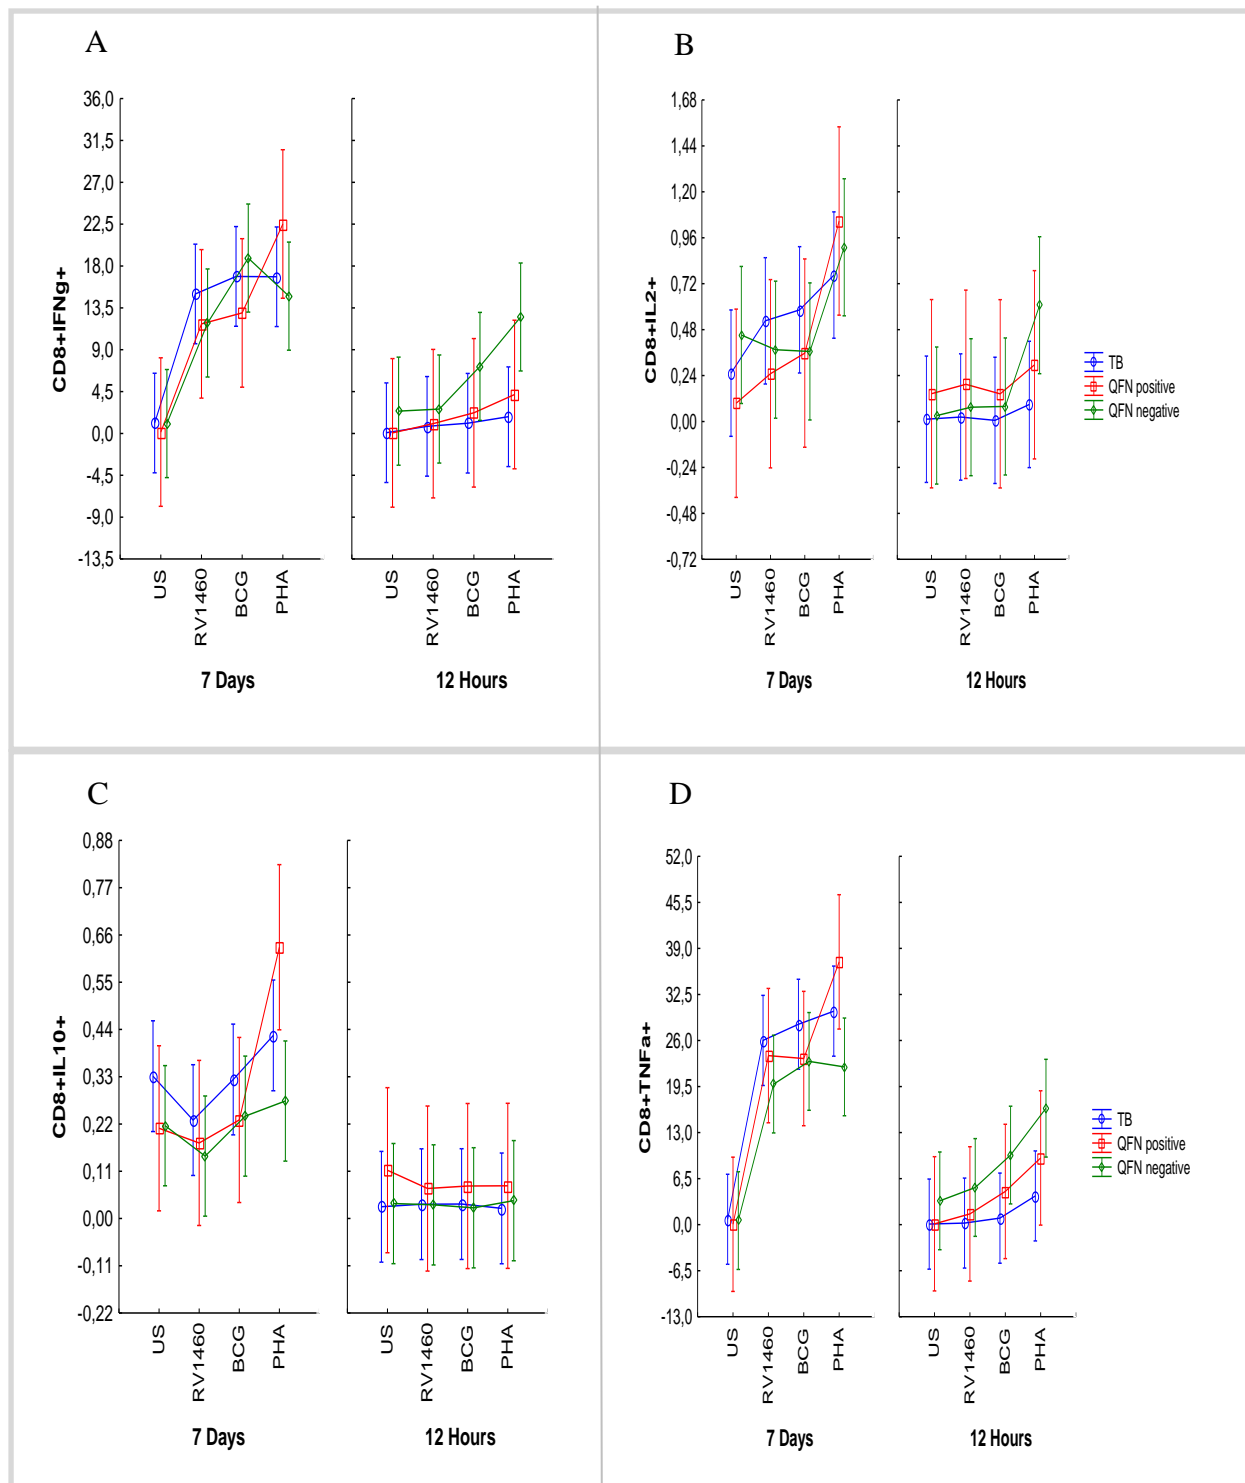 A
36,0
31,5
27,0
22,5
18,0
13,5
9,0
4,5
0,0
-4,5
-9,0
-13,5
CD8+IFNg+
US
RV1460
BCG
PHA
7 Days
US
RV1460
BCG
PHA
12 Hours
B
1,68
1,44
1,20
0,96
0,72
0,48
0,24
0,00
-0,24
-0,48
-0,72
CD8+IL2+
US
RV1460
BCG
PHA
7 Days
US
RV1460
BCG
PHA
12 Hours
TB
QFN positive
QFN negative
C
0,88
0,77
0,66
0,55
0,44
0,33
0,22
0,11
0,00
-0,11
-0,22
CD8+IL10+
US
RV1460
BCG
PHA
7 Days
US
RV1460
BCG
PHA
12 Hours
D
52,0
45,5
39,0
32,5
26,0
19,5
13,0
6,5
0,0
-6,5
-13,0
CD8+TNFa+
US
RV1460
BCG
PHA
7 Days
US
RV1460
BCG
PHA
12 Hours
TB
QFN positive
QFN negative